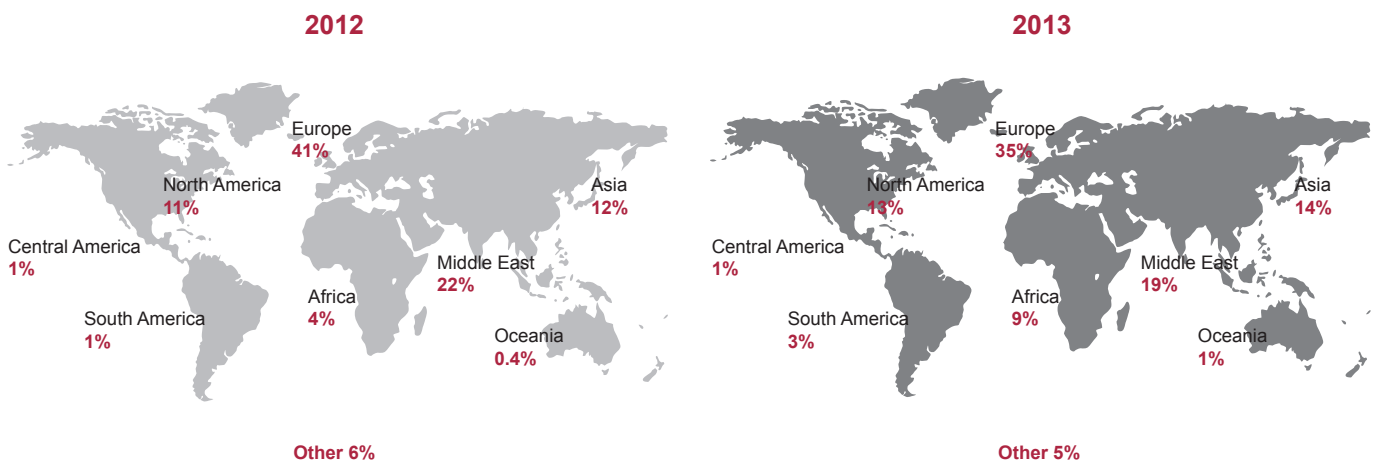 2012
Europe
41%
North America
11%
Asia
12%
Central America
1%
Middle East
22%
Africa
4%
South America
1%
Oceania
0.4%
Other 6%
2013
Europe
35%
North America
13%
Asia
14%
Central America
1%
Middle East
19%
Africa
9%
South America
3%
Oceania
1%
Other 5%